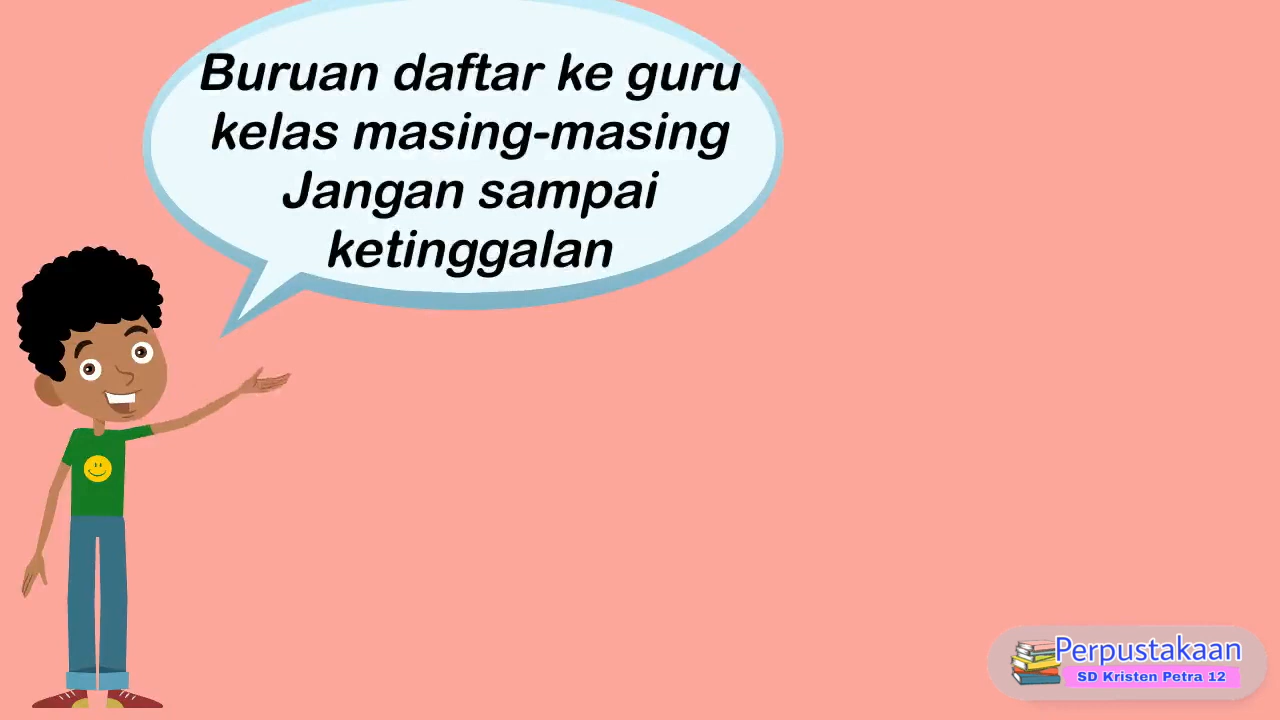 Buruan daftar ke guru
kelas masing-masing
Jangan sampai
ketinggalan
Perpustakaan
SD Kristen Petra 12